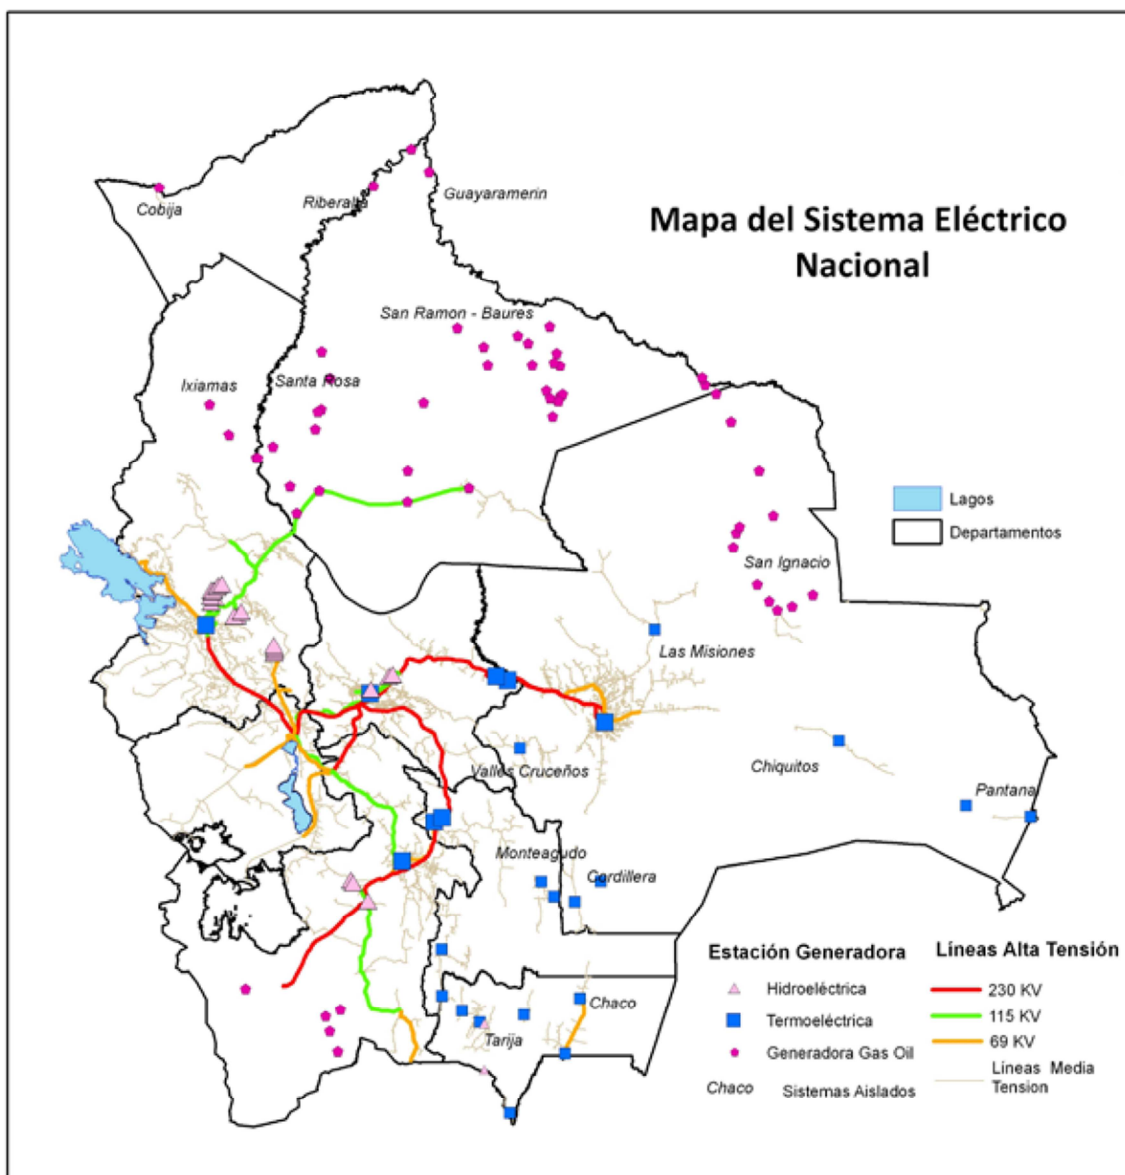 Mapa del Sistema Eléctrico
Nacional
Cobija
Riberalta
Guayaramerin
San Ramon - Baures
Ixiamas
Santa Rosa
Lagos
Departamentos
San Ignacio
Las Misiones
Valles Cruceños
Chiquitos
Pantana
Monteagudo
Cordillera
Chaco
Tarija
Estación Generadora
Hidroeléctrica
Termoeléctrica
Generadora Gas Oil
Chaco Sistemas Aislados
Líneas Alta Tensión
230 KV
115 KV
69 KV
Líneas Media
Tension